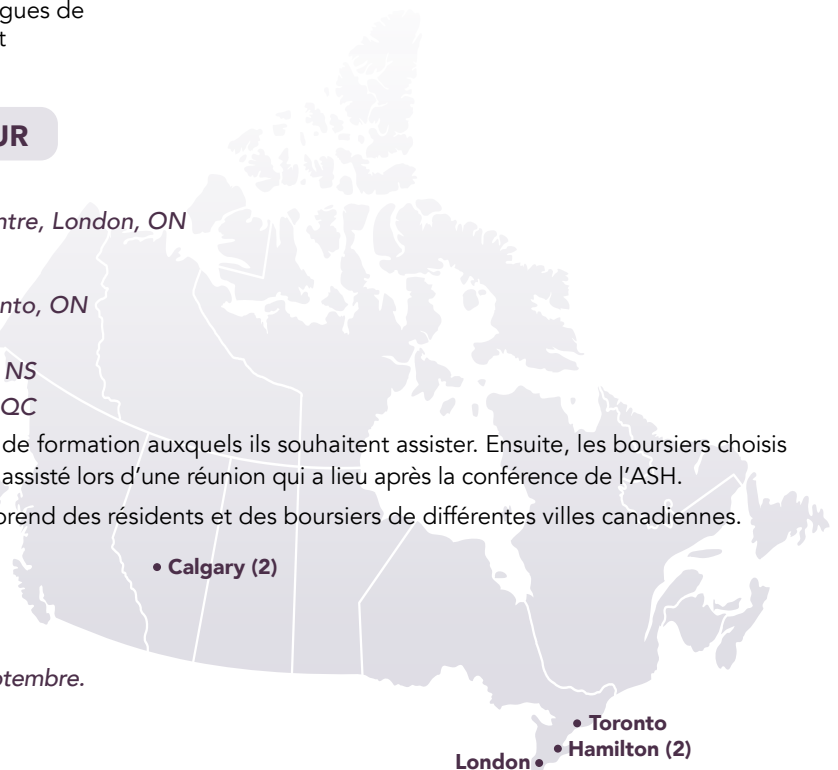 gues de
t
UR
ntre, London, ON
nto, ON
NS
QC
de formation auxquels ils souhaitent assister. Ensuite, les boursiers choisis
assisté lors d’une réunion qui a lieu après la conférence de l’ASH.
orend des résidents et des boursiers de différentes villes canadiennes.
• Calgary (2)
otembre.
• Toronto
• Hamilton (2)
London •